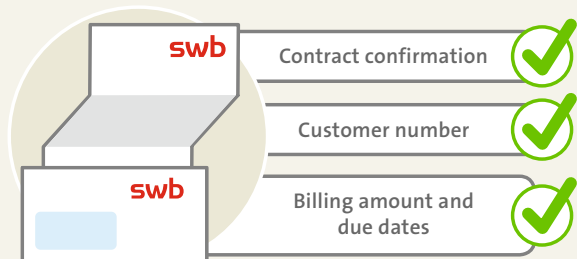 swb
Contract confirmation
Customer number
swb
Billing amount and
due dates